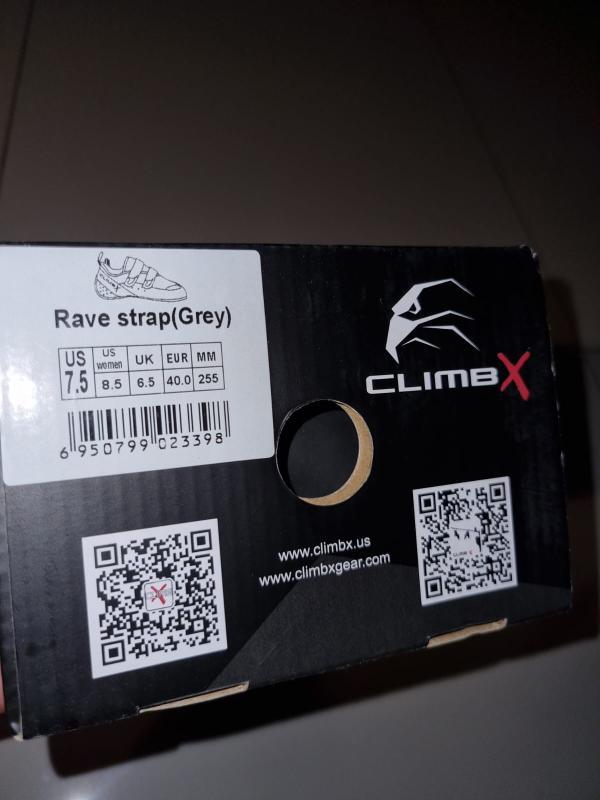 Rave strap(Grey)
US US women UK EUR MM
7.5 8.5 6.5 40.0 255
6 950799 023398
CLIMBX
www.climbx.us
www.climbxgear.com